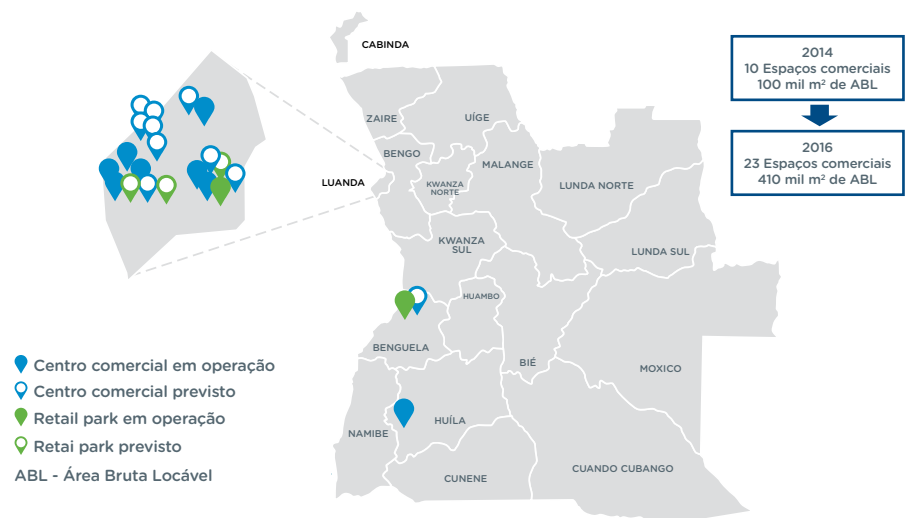 CABINDA
2014
10 Espaços comerciais
100 mil m² de ABL
2016
23 Espaços comerciais
410 mil m² de ABL
ZAIRE
UÍGE
BENGO
MALANGE
LUANDA
KWANZA
NORTE
LUNDA NORTE
KWANZA
SUL
LUNDA SUL
HUAMBO
BENGUELA
BIÉ
MOXICO
NAMIBE
HUÍLA
CUNENE
CUANDO CUBANGO
Centro comercial em operação
Centro comercial previsto
Retail park em operação
Retai park previsto
ABL - Área Bruta Locável